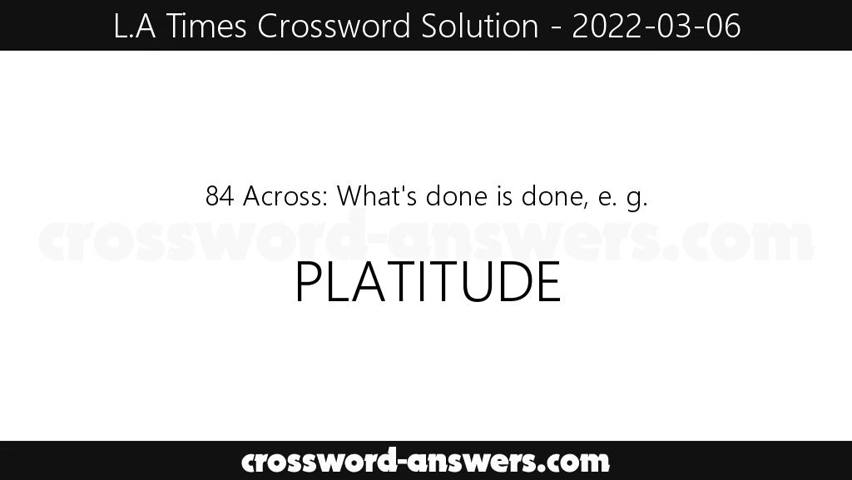 L.A Times Crossword Solution - 2022-03-06
84 Across: What's done is done, e. g.
crossword-answers.com
PLATITUDE
crossword-answers.com